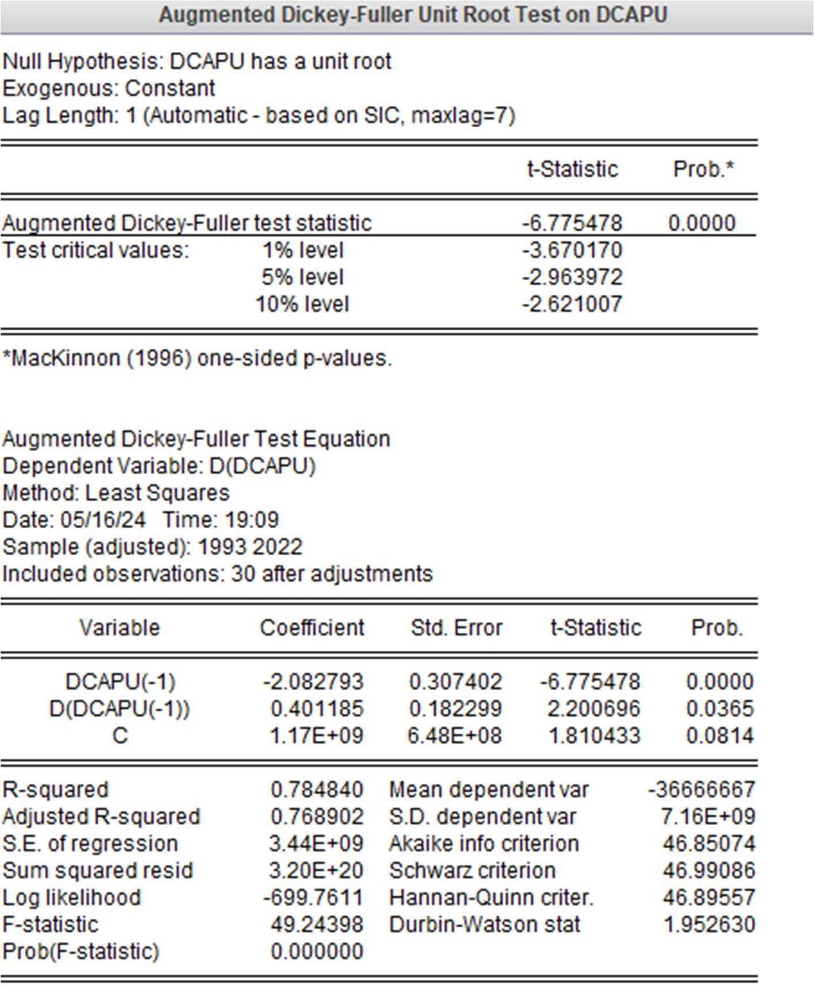 Augmented Dickey-Fuller Unit Root Test on DCAPU
Null Hypothesis: DCAPU has a unit root
Exogenous: Constant
Lag Length: 1 (Automatic - based on SIC, maxlag=7)
t-Statistic Prob.*
Augmented Dickey-Fuller test statistic -6.775478 0.0000
Test critical values: 1% level -3.670170
5% level -2.963972
10% level -2.621007
*MacKinnon (1996) one-sided p-values.
Augmented Dickey-Fuller Test Equation
Dependent Variable: D(DCAPU)
Method: Least Squares
Date: 05/16/24 Time: 19:09
Sample (adjusted): 1993 2022
Included observations: 30 after adjustments
Variable Coefficient Std. Error t-Statistic Prob.
DCAPU(-1) -2.082793 0.307402 -6.775478 0.0000
D(DCAPU(-1)) 0.401185 0.182299 2.200696 0.0365
C 1.17E+09 6.48E+08 1.810433 0.0814
R-squared 0.784840 Mean dependent var -36666667
Adjusted R-squared 0.768902 S.D. dependent var 7.16E+09
S.E. of regression 3.44E+09 Akaike info criterion 46.85074
Sum squared resid 3.20E+20 Schwarz criterion 46.99086
Log likelihood -699.7611 Hannan-Quinn criter. 46.89557
F-statistic 49.24398 Durbin-Watson stat 1.952630
Prob(F-statistic) 0.000000